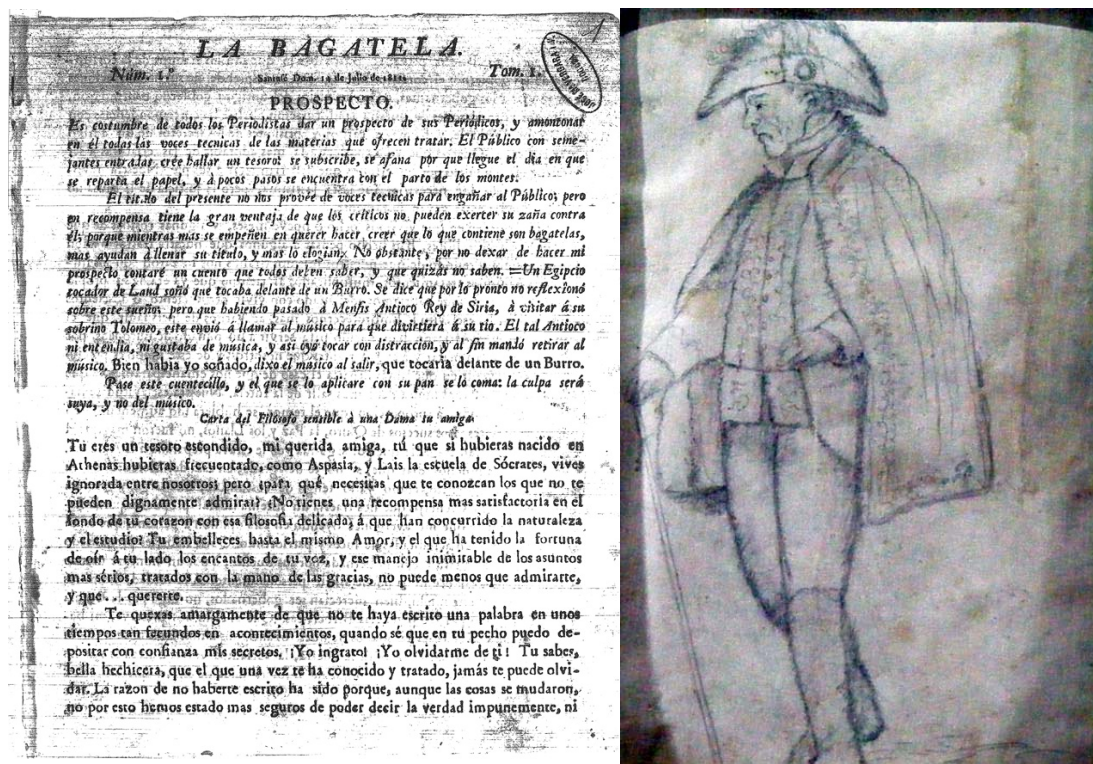 LA BAGATELA.
Núm. 1.º Santafé Dom. 14 de Julio de 1811. Tom. 1.
PROSPECTO.
Es costumbre de todos los Periodistas dar un prospecto de sus Periódicos, y amontonar
en él todas las voces tecnicas de las materias que ofrecen tratar. El Público con seme-
jantes entradas cree hallar un tesoro: se subscribe, se afana por que llegue el dia en que
se reparta el papel, y à pocos pasos se encuentra con el parto de los montes.
El titulo del presente no nos provée de voces tecnicas para engañar al Público; pero
en recompensa tiene la gran ventaja de que los críticos no pueden exercer su zaña contra
él; porque mientras mas se empeñen en querer hacer creer que lo que contiene son bagatelas,
mas ayudan à llenar su título, y mas lo elogian. No obstante, por no dexar de hacer mi
prospecto contaré un cuento que todos deben saber, y que quizás no saben. =Un Egipcio
tocador de Laud soñó que tocaba delante de un Burro. Se dice que por lo pronto no reflexîonó
sobre este sueño; pero que habiendo pasado à Menfis Antioco Rey de Siria, à visitar á su
sobrino Tolomeo, este envió á llamar al músico para que divirtiera á su tio. El tal Antioco
ni entendia, ni gustaba de musica, y asi oyó tocar con distracción, y al fin mandó retirar al
músico. Bien habia yo soñado, dixo el musico al salir, que tocaria delante de un Burro.
Pase este cuentecillo, y el que se lo aplicare con su pan se lo coma: la culpa será
suya, y no del músico.
Carta del Filósofo sensible à una Dama su amiga.
Tu eres un tesoro escondido, mi querida amiga, tú que si hubieras nacido en
Athenas hubieras frecuentado, como Aspasia, y Lais la escuela de Sócrates, vives
ignorada entre nosotros: pero ¿para qué necesitas que te conozcan los que no te
pueden dignamente admirar? ¿No tienes una recompensa mas satisfactoria en el
fondo de tu corazon con esa filosofia delicada, á que han concurrido la naturaleza
y el estudio? Tu embelleces hasta el mismo Amor, y el que ha tenido la fortuna
de oír á tu lado los encantos de tu voz, y ese manejo inimitable de los asuntos
mas sérios, tratados con la mano de las gracias, no puede menos que admirarte,
y que . . . quererte.
Te quexas amargamente de que no te haya escrito una palabra en unos
tiempos tan fecundos en acontecimientos, quando sé que en tu pecho puedo de-
positar con confianza mis secretos. ¡Yo ingrato! ¡Yo olvidarme de ti! Tu sabes,
bella hechicera, que el que una vez te ha conocido y tratado, jamás te puede olvi-
dar. La razon de no haberte escrito ha sido porque, aunque las cosas se mudaron,
no por esto hemos estado mas seguros de poder decir la verdad impunemente, ni